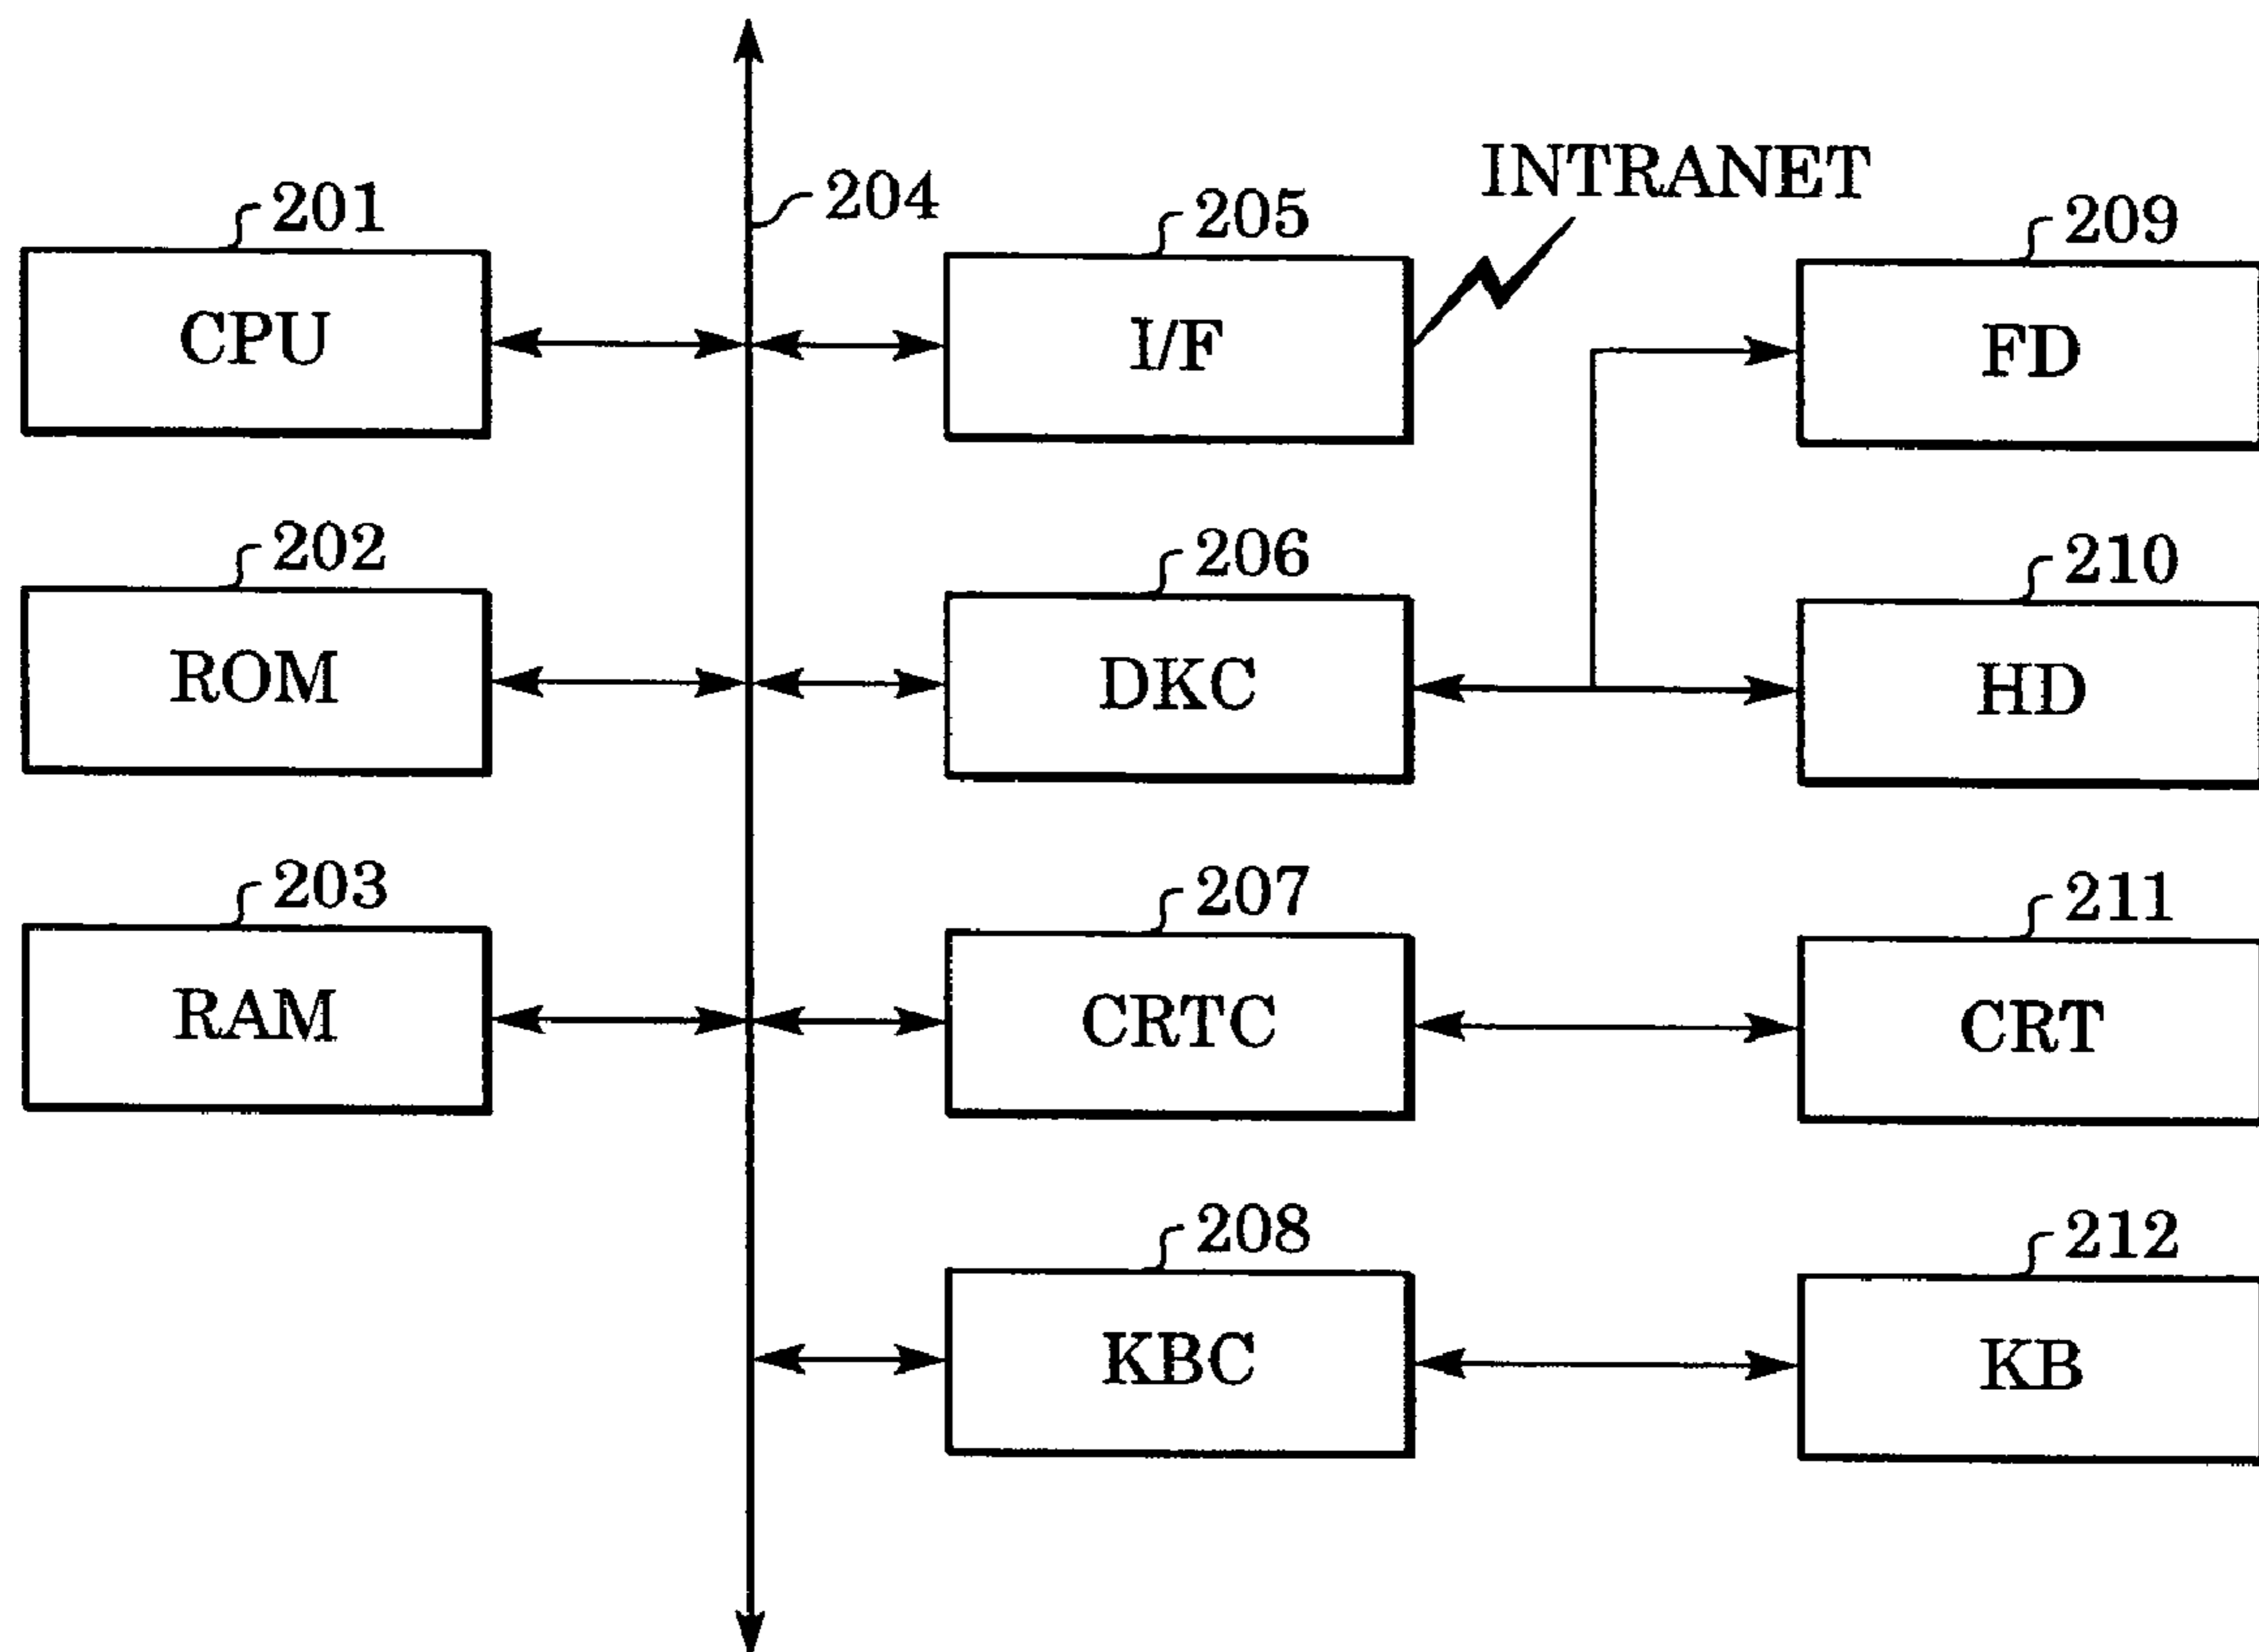 INTRANET
201
204
205
209
CPU
I/F
FD
202
206
210
ROM
DKC
HD
203
207
211
RAM
CRTC
CRT
208
212
KBC
KB